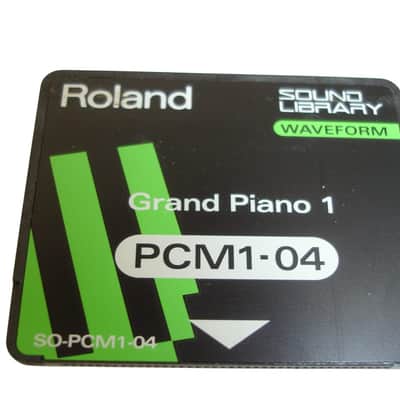 Roland
SOUND
LIBRARY
WAVEFORM
Grand Piano 1
PCM1-04
SO-PCM1-04